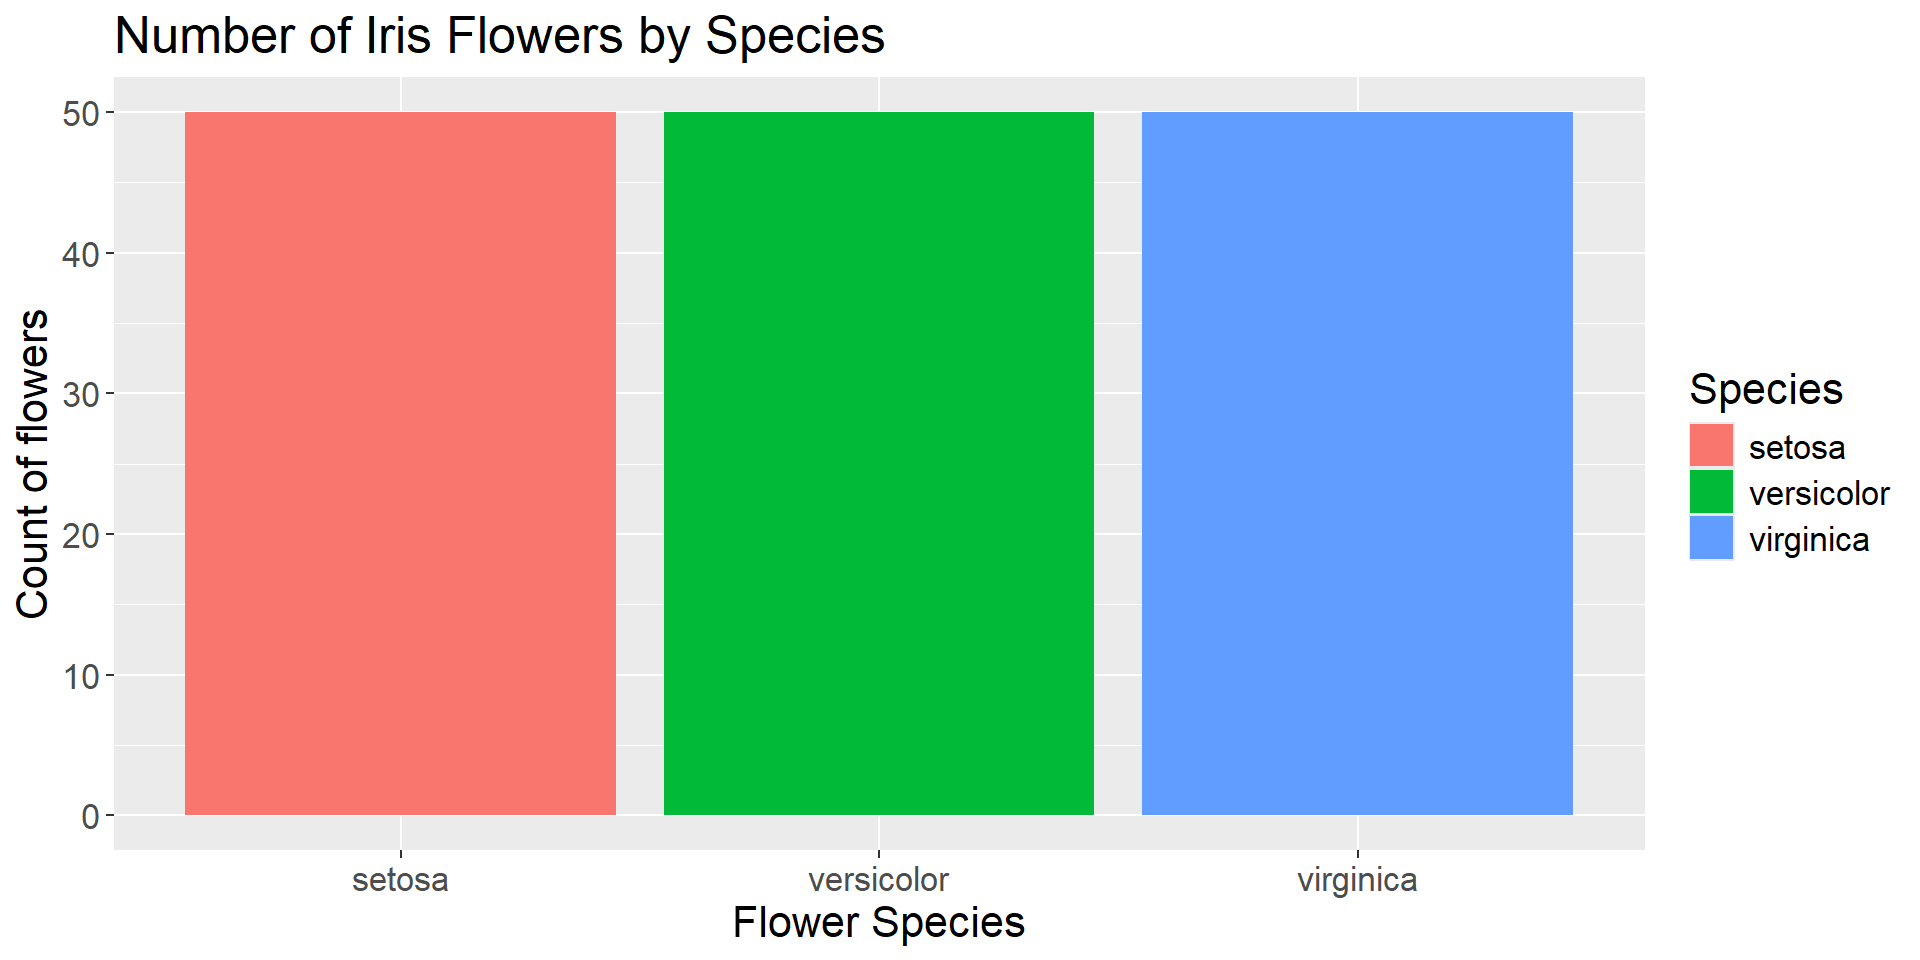 Number of Iris Flowers by Species
Count of flowers
50
40
30
20
10
0
setosa
versicolor
virginica
Flower Species
Species
setosa
versicolor
virginica